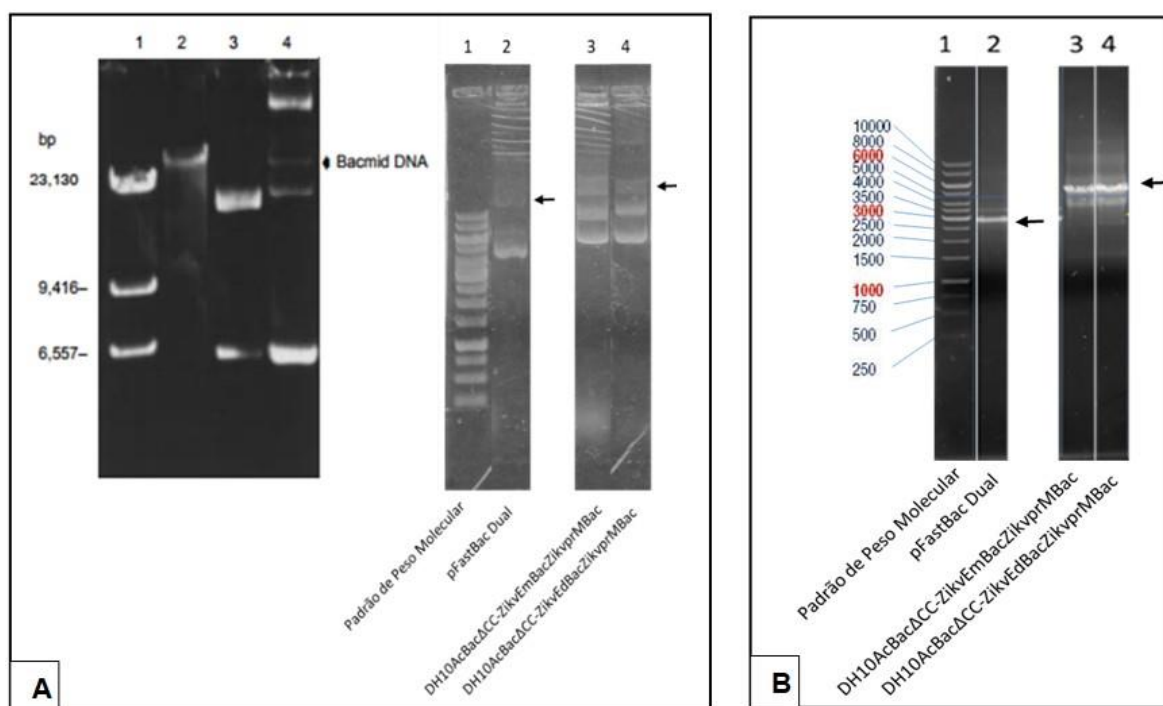 1 2 3 4
bp
23,130
9,416–
6,557–
Bacmid DNA
1 2 3 4
Padrão de Peso Molecular
pFastBac Dual
DH10AcBacΔCC-ZikvEmBacZikvprMBac
DH10AcBacΔCC-ZikvEdBacZikvprMBac
A
1 2 3 4
10000
8000
6000
5000
4000
3500
3000
2500
2000
1500
1000
750
500
250
Padrão de Peso Molecular
pFastBac Dual
DH10AcBacΔCC-ZikvEmBacZikvprMBac
DH10AcBacΔCC-ZikvEdBacZikvprMBac
B